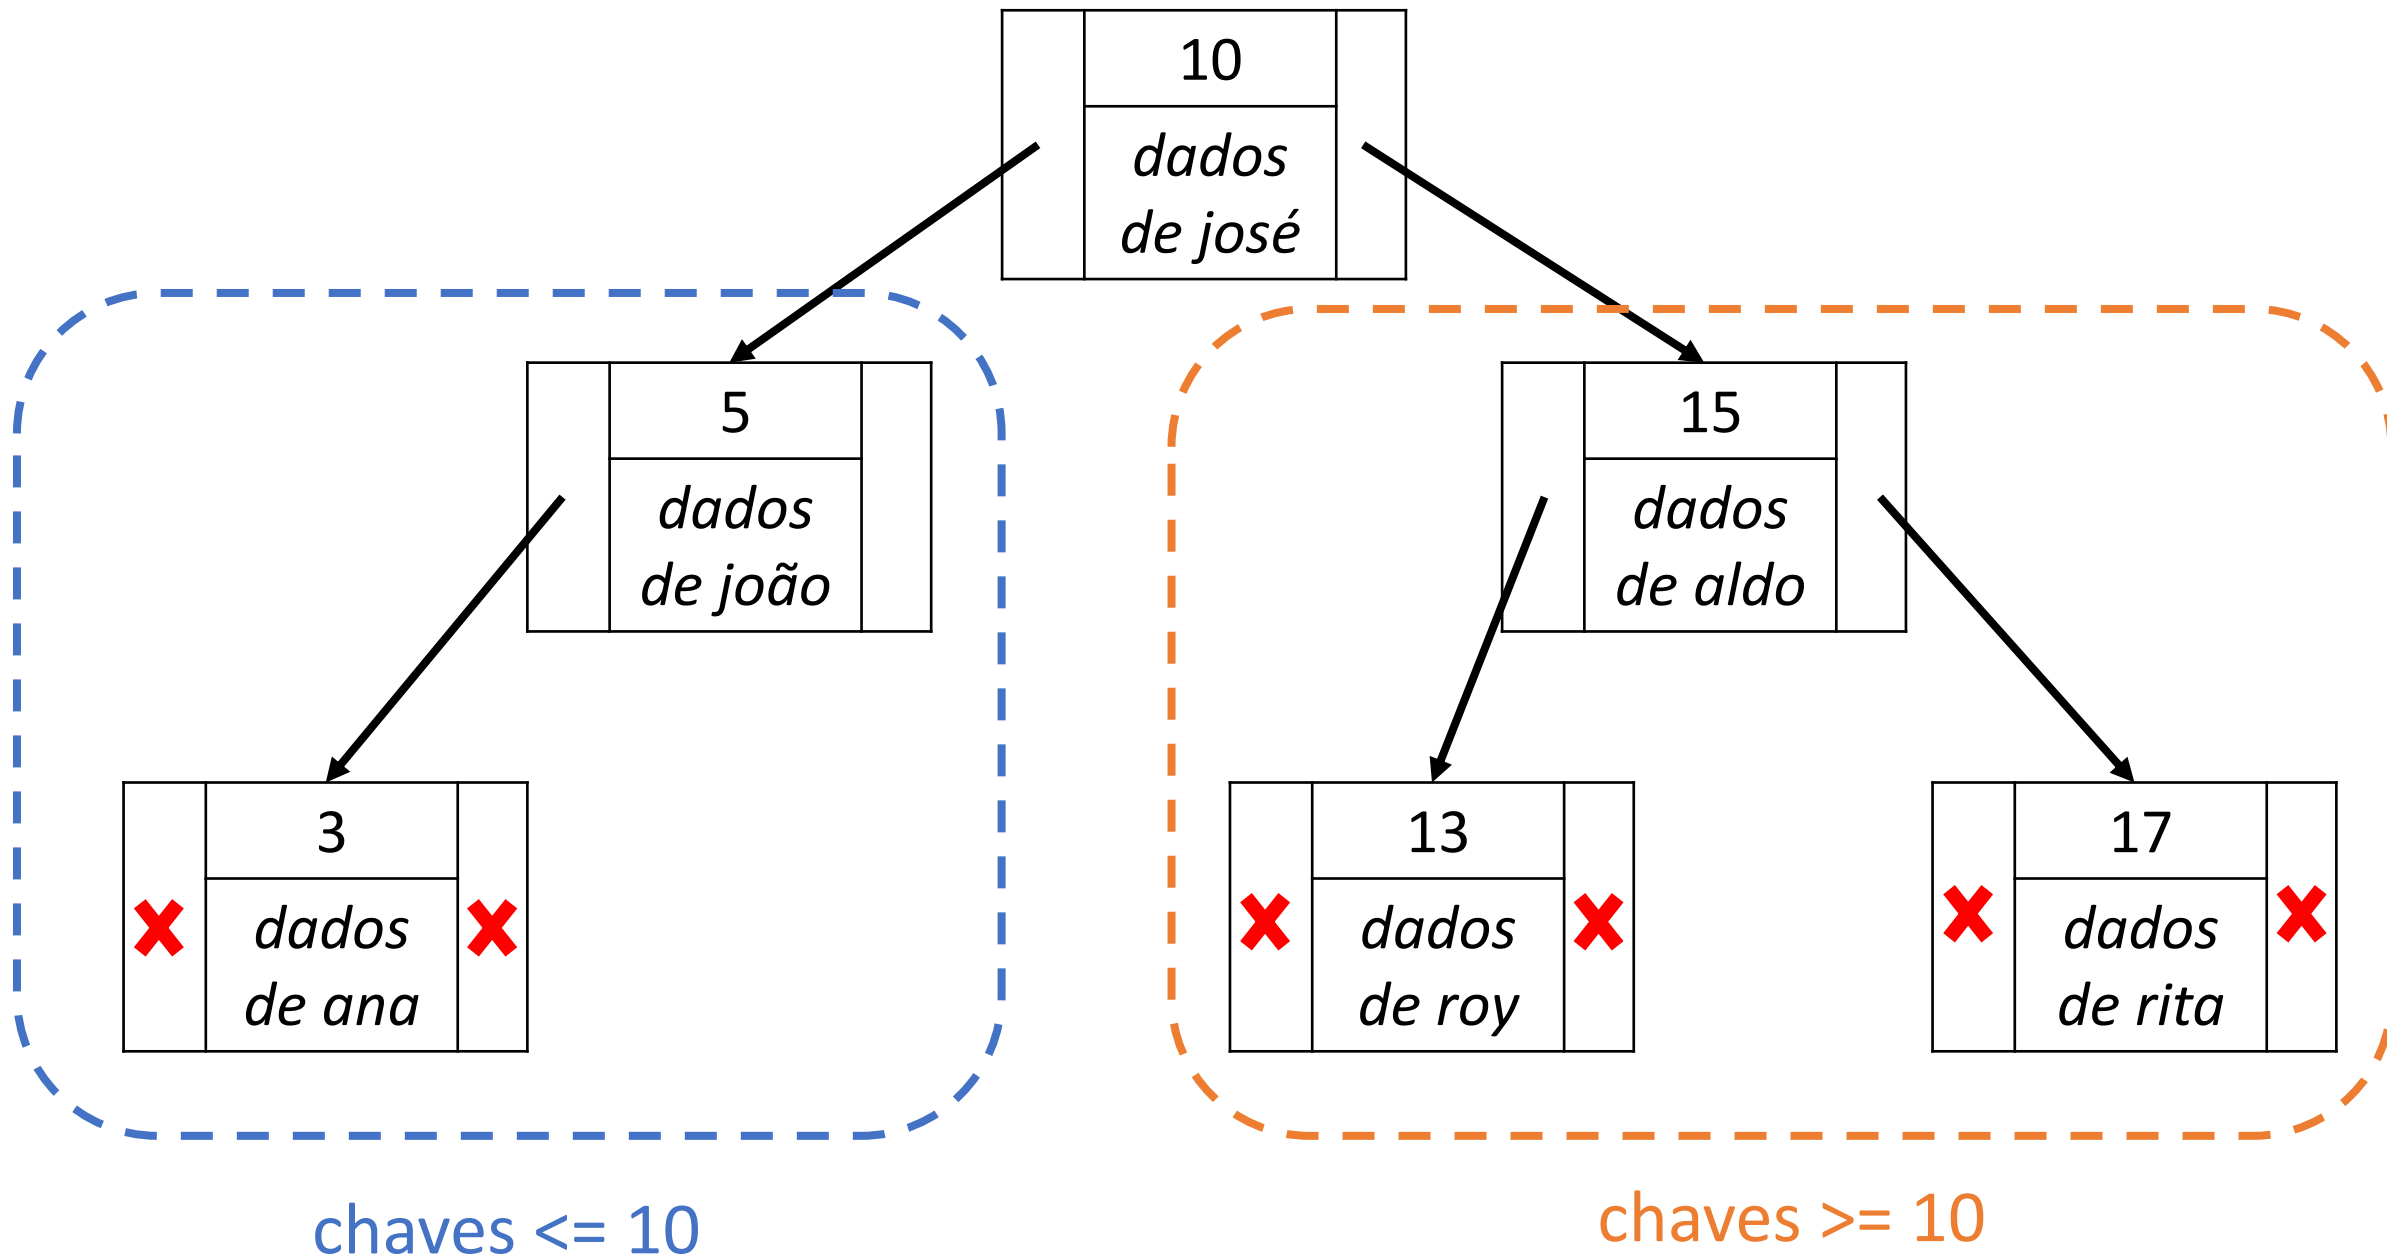 10
dados
de josé
5
dados
de joão
15
dados
de aldo
3
dados
de ana
13
dados
de roy
17
dados
de rita
chaves <= 10
chaves >= 10